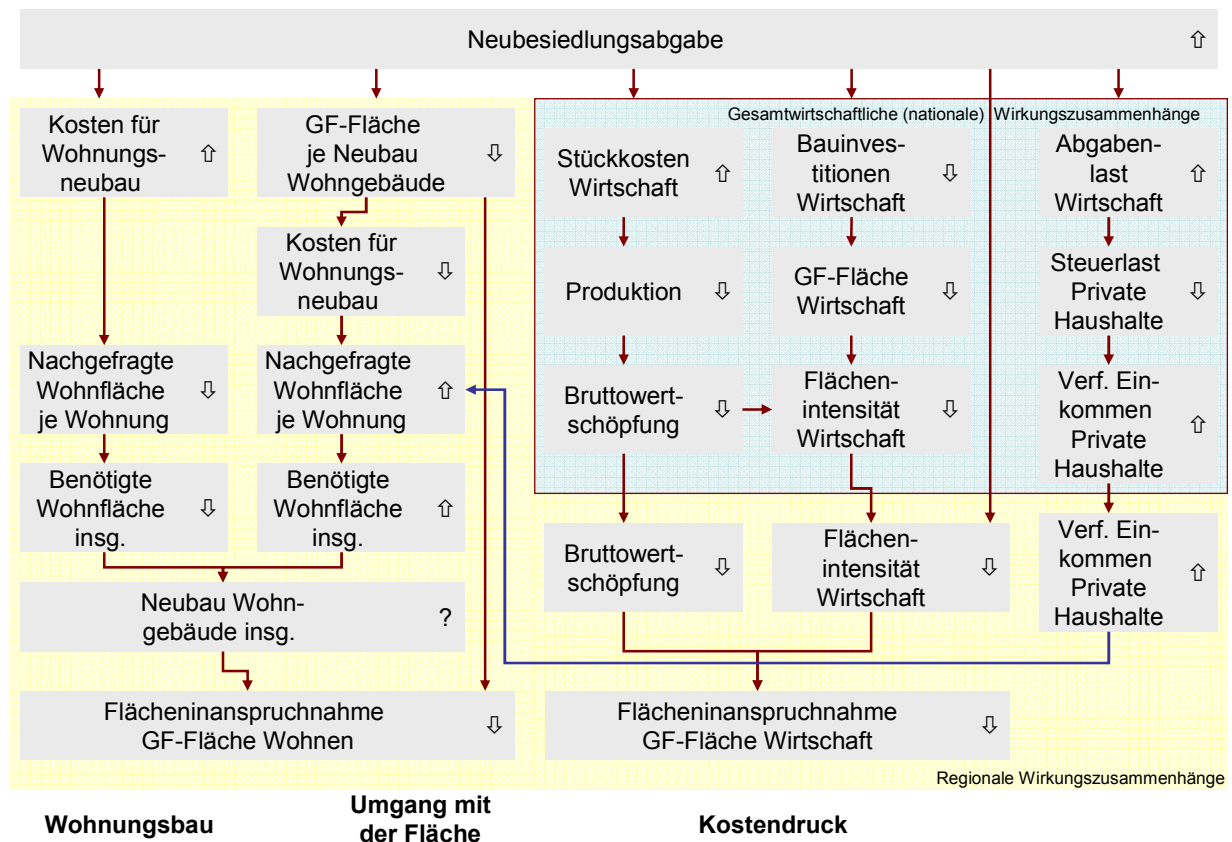 Neubesiedlungsabgabe ⇧
Kosten für
Wohnungs-
neubau
⇧
GF-Fläche
je Neubau
Wohngebäude
⇩
Gesamtwirtschaftliche (nationale) Wirkungszusammenhänge
Stückkosten
Wirtschaft
⇧
Bauinves-
titionen
Wirtschaft
⇩
Abgaben-
last
Wirtschaft
⇧
Kosten für
Wohnungs-
neubau
⇩
Produktion ⇩
GF-Fläche
Wirtschaft
⇩
Steuerlast
Private
Haushalte
⇩
Nachgefragte
Wohnfläche
je Wohnung
⇩
Nachgefragte
Wohnfläche
je Wohnung
⇧
Bruttowert-
schöpfung
⇩
Flächen-
intensität
Wirtschaft
⇩
Verf. Ein-
kommen
Private
Haushalte
⇧
Benötigte
Wohnfläche
insg.
⇩
Benötigte
Wohnfläche
insg.
⇧
Bruttowert-
schöpfung
⇩
Flächen-
intensität
Wirtschaft
⇩
Verf. Ein-
kommen
Private
Haushalte
⇧
Neubau Wohn-
gebäude insg.
?
Flächeninanspruchnahme
GF-Fläche Wohnen
⇩
Flächeninanspruchnahme
GF-Fläche Wirtschaft
⇩
Regionale Wirkungszusammenhänge
Wohnungsbau
Umgang mit
der Fläche
Kostendruck